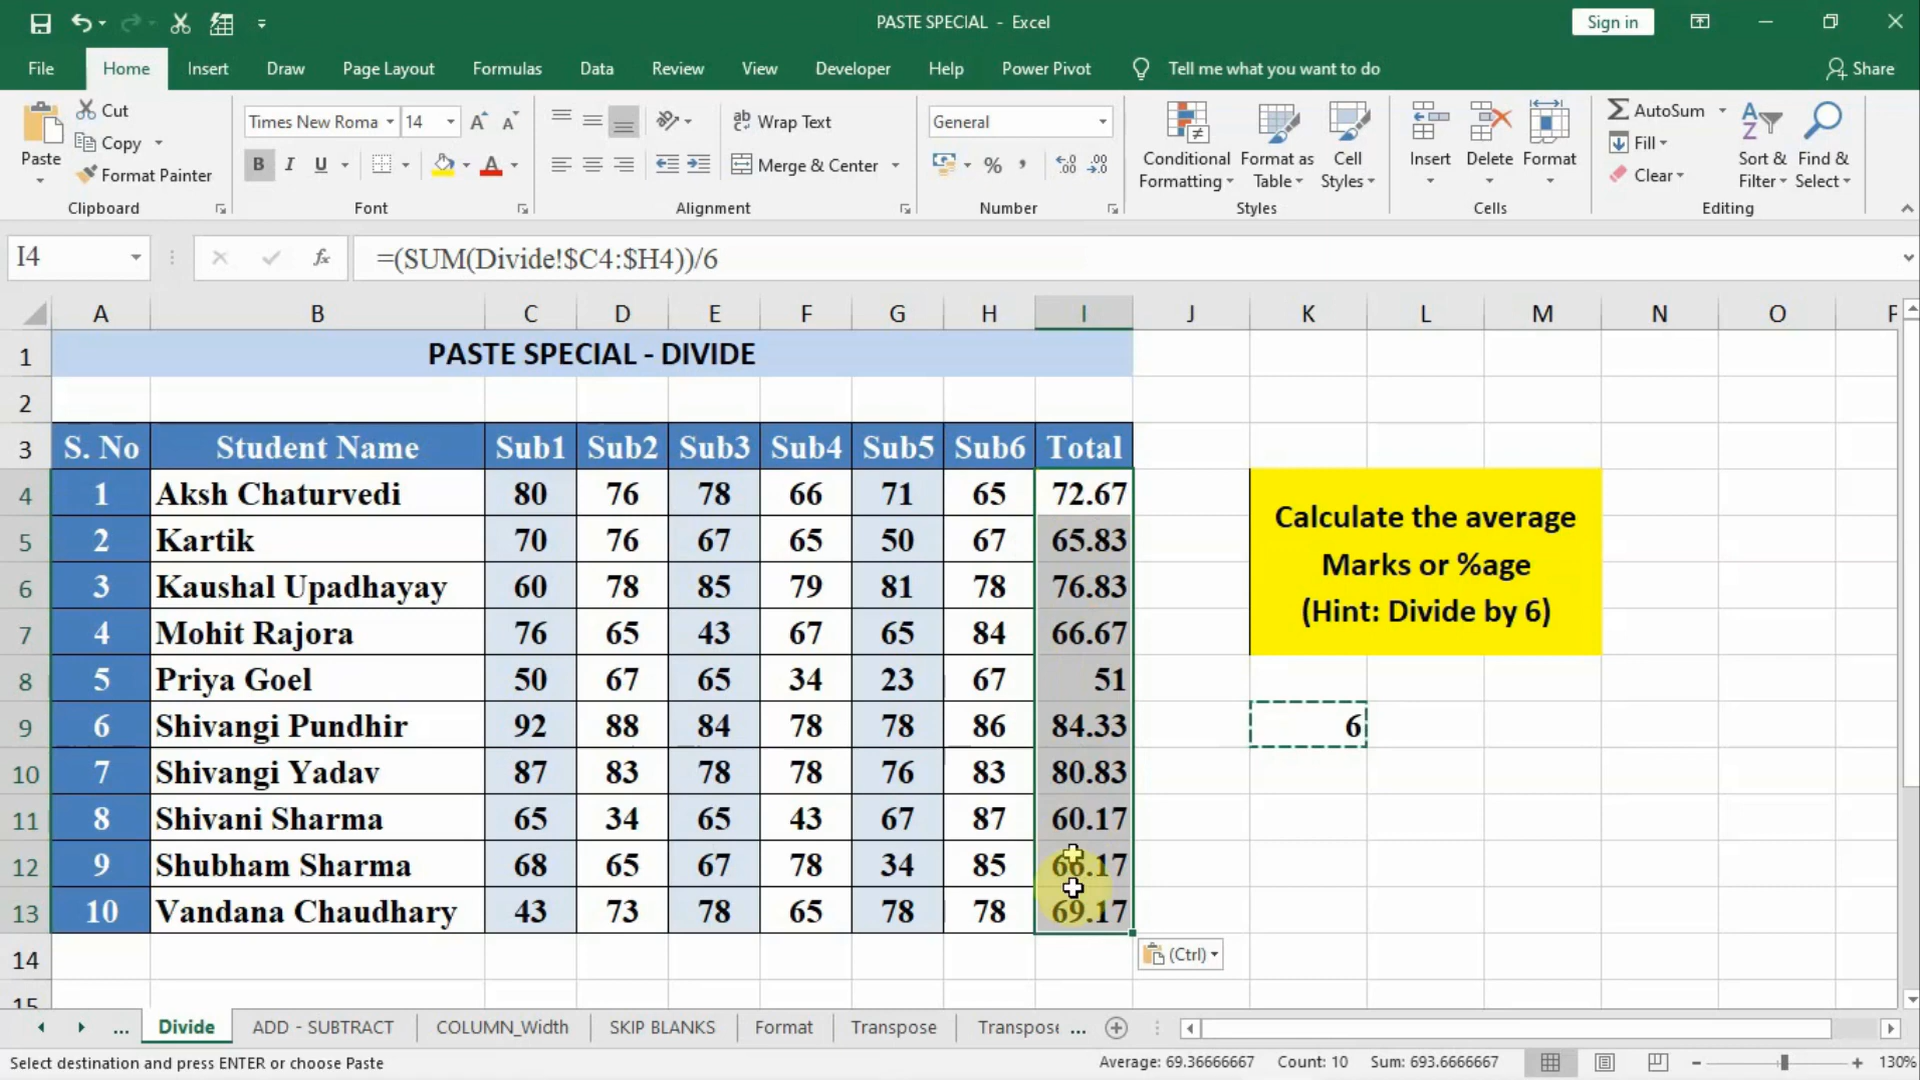 PASTE SPECIAL - Excel
Sign in
File Home Insert Draw Page Layout Formulas Data Review View Developer Help Power Pivot Tell me what you want to do Share
Paste
Cut
Copy
Format Painter
Clipboard
Times New Roma 14
B I U A
Font
Wrap Text
Merge & Center
Alignment
General
% ,
Number
Conditional Formatting
Format as Table
Cell Styles
Styles
Insert Delete Format
Cells
AutoSum
Fill
Clear
Sort & Filter
Find & Select
Editing
I4 fx =(SUM(Divide!$C4:$H4))/6
A B C D E F G H I J K L M N O
1 PASTE SPECIAL - DIVIDE
2
3 S. No Student Name Sub1 Sub2 Sub3 Sub4 Sub5 Sub6 Total
4 1 Aksh Chaturvedi 80 76 78 66 71 65 72.67
5 2 Kartik 70 76 67 65 50 67 65.83
6 3 Kaushal Upadhayay 60 78 85 79 81 78 76.83
7 4 Mohit Rajora 76 65 43 67 65 84 66.67
8 5 Priya Goel 50 67 65 34 23 67 51
9 6 Shivangi Pundhir 92 88 84 78 78 86 84.33
10 7 Shivangi Yadav 87 83 78 78 76 83 80.83
11 8 Shivani Sharma 65 34 65 43 67 87 60.17
12 9 Shubham Sharma 68 65 67 78 34 85 66.17
13 10 Vandana Chaudhary 43 73 78 65 78 78 69.17
14
15
Calculate the average
Marks or %age
(Hint: Divide by 6)
6
(Ctrl)
... Divide ADD - SUBTRACT COLUMN_Width SKIP BLANKS Format Transpose Transpose ...
Select destination and press ENTER or choose Paste Average: 69.36666667 Count: 10 Sum: 693.6666667 130%